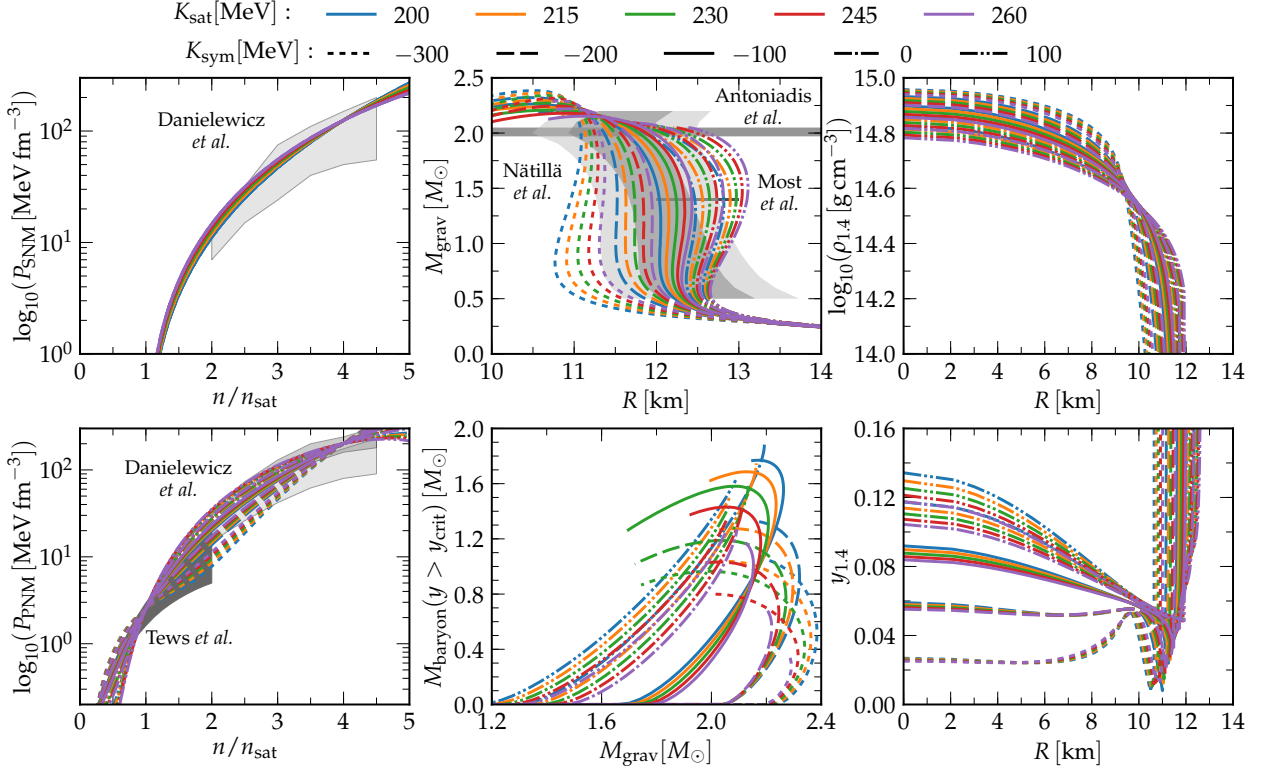 K_sat[MeV] : 200 215 230 245 260
K_sym[MeV] : −300 −200 −100 0 100
log10(P_SNM [MeV fm^−3])
10^2
10^1
10^0
Danielewicz
et al.
0 1 2 3 4 5
n/n_sat
M_grav [M_⊙]
2.5
2.0
1.5
1.0
0.5
0.0
Antoniadis
et al.
Nätillä
et al.
Most
et al.
10 11 12 13 14
R [km]
log10(ρ_1.4 [g cm^−3])
15.0
14.8
14.6
14.4
14.2
14.0
0 2 4 6 8 10 12 14
R [km]
log10(P_PNM [MeV fm^−3])
10^2
10^1
10^0
Danielewicz
et al.
Tews et al.
0 1 2 3 4 5
n/n_sat
M_baryon(y > y_crit) [M_⊙]
2.0
1.6
1.2
0.8
0.4
0.0
1.2 1.6 2.0 2.4
M_grav[M_⊙]
y_1.4
0.16
0.12
0.08
0.04
0.00
0 2 4 6 8 10 12 14
R [km]